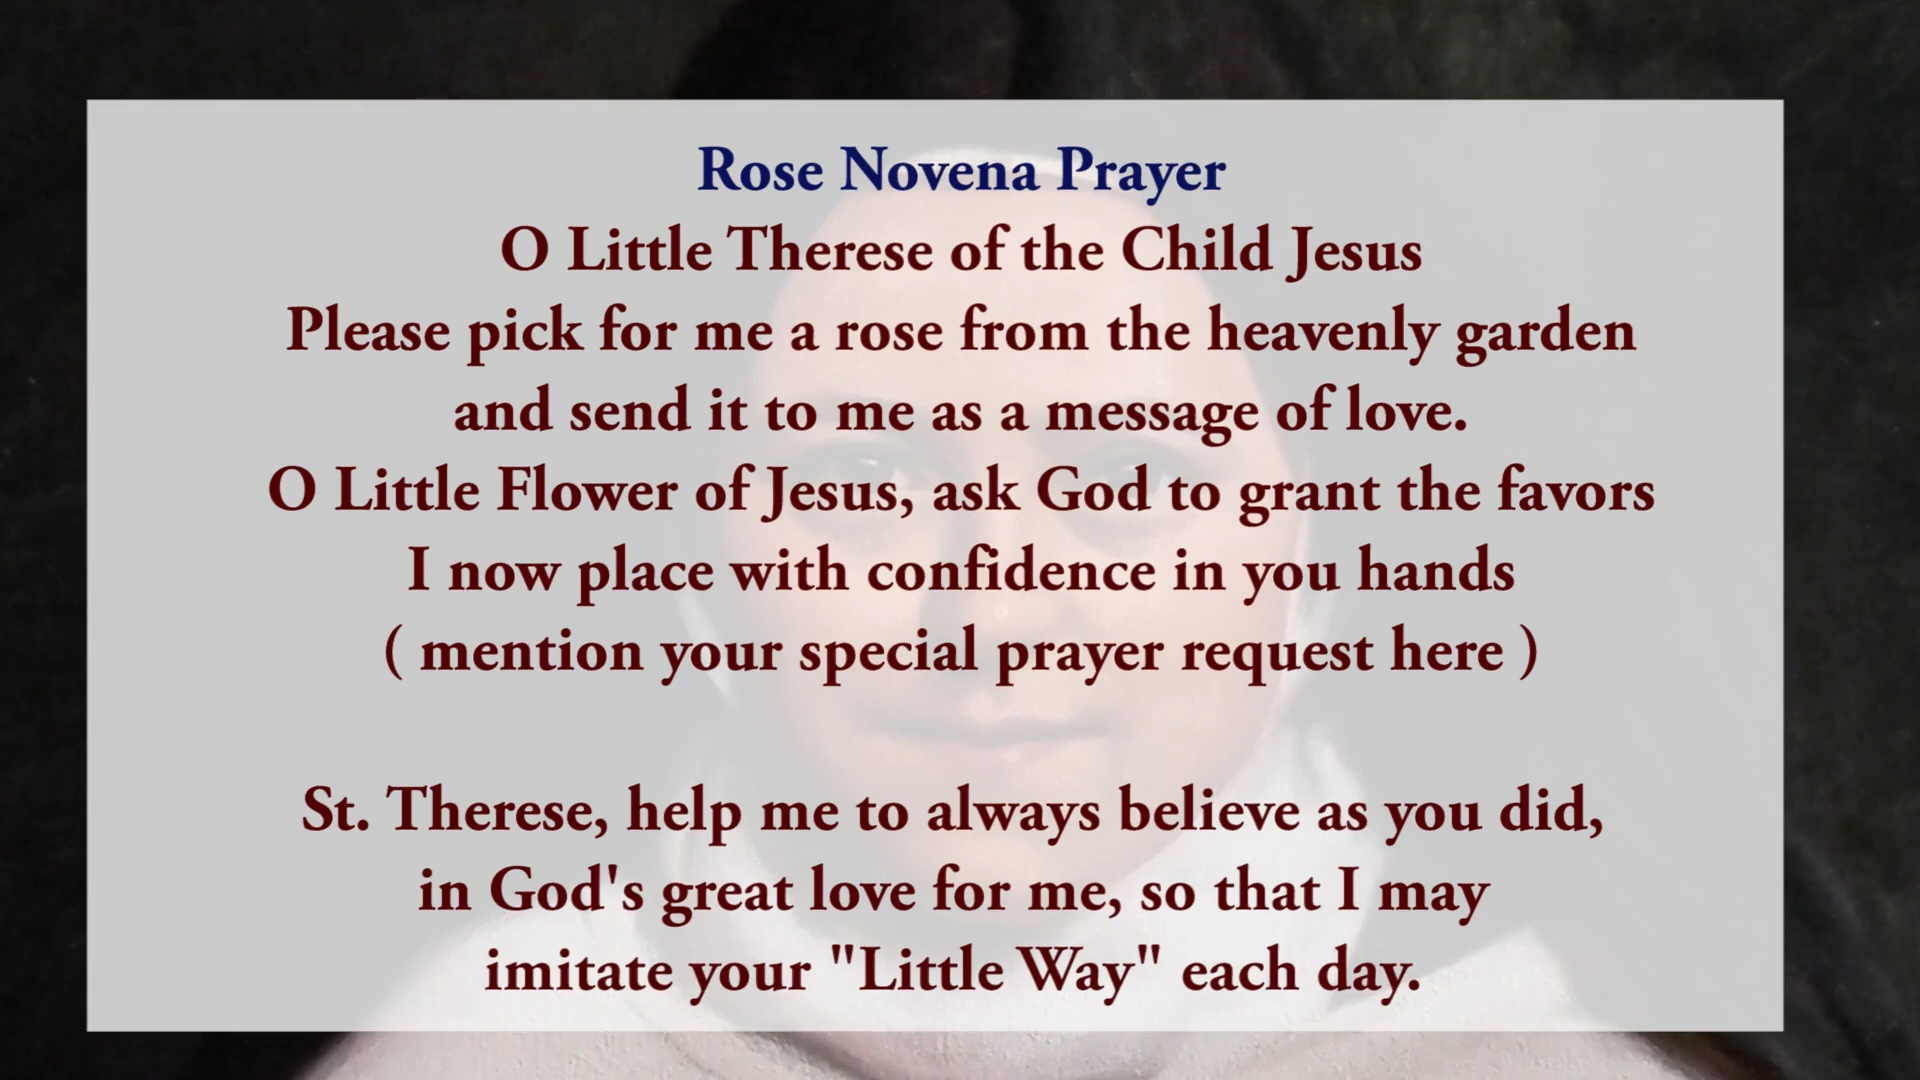 Rose Novena Prayer
O Little Therese of the Child Jesus
Please pick for me a rose from the heavenly garden
and send it to me as a message of love.
O Little Flower of Jesus, ask God to grant the favors
I now place with confidence in you hands
( mention your special prayer request here )
St. Therese, help me to always believe as you did,
in God's great love for me, so that I may
imitate your "Little Way" each day.